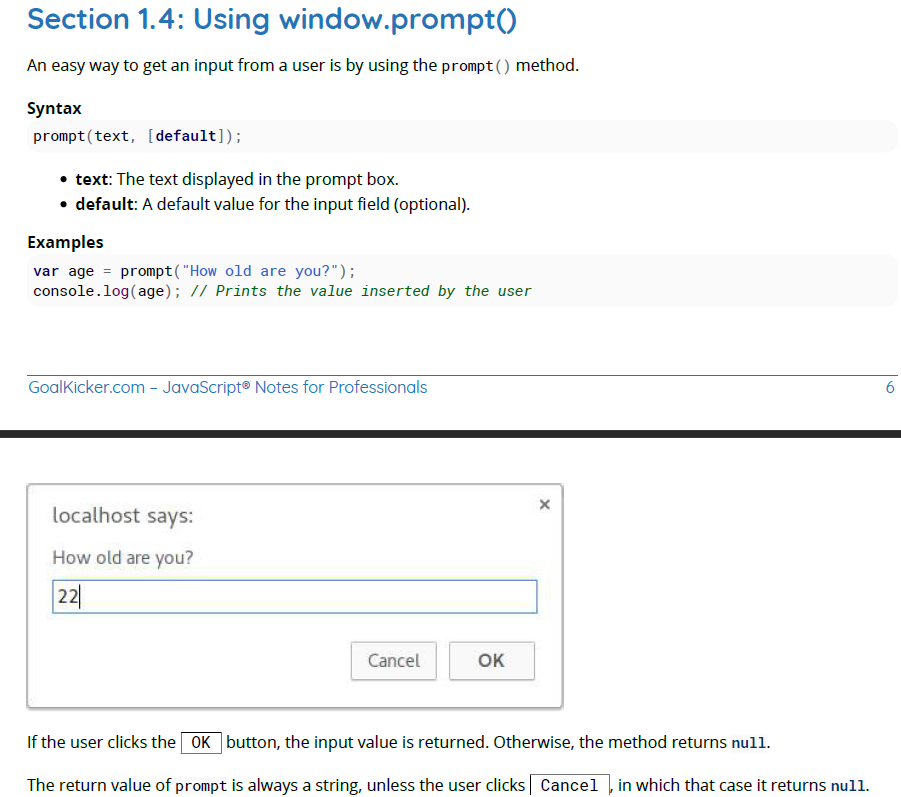 Section 1.4: Using window.prompt()
An easy way to get an input from a user is by using the prompt() method.
Syntax
prompt(text, [default]);
• text: The text displayed in the prompt box.
• default: A default value for the input field (optional).
Examples
var age = prompt("How old are you?");
console.log(age); // Prints the value inserted by the user
GoalKicker.com – JavaScript® Notes for Professionals 6
localhost says: ×
How old are you?
22
Cancel OK
If the user clicks the OK button, the input value is returned. Otherwise, the method returns null.
The return value of prompt is always a string, unless the user clicks Cancel , in which that case it returns null.